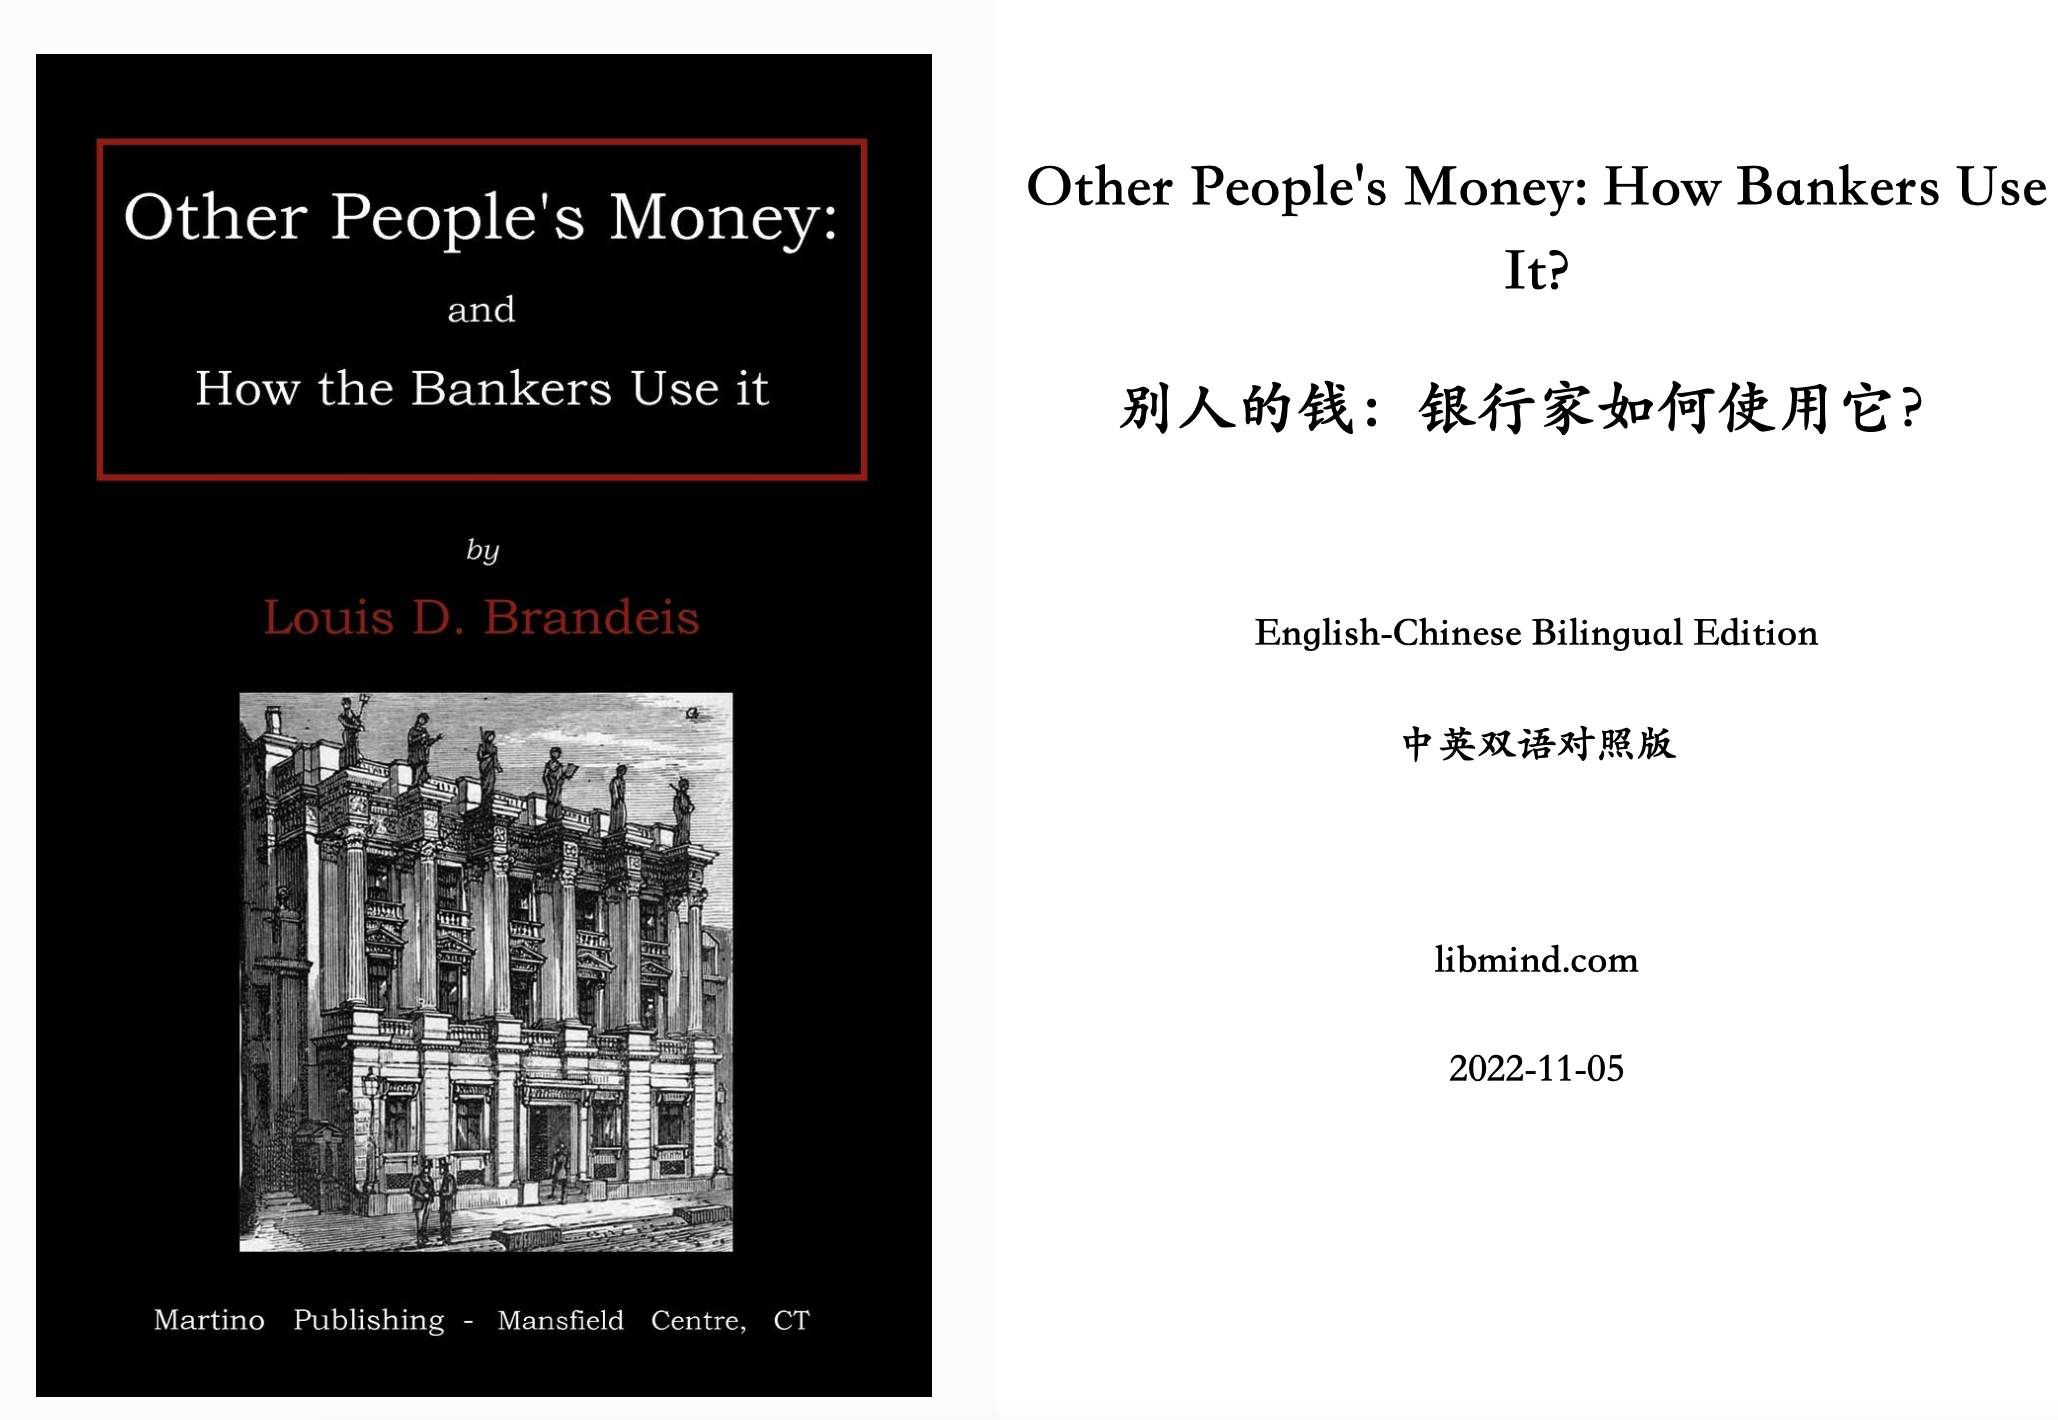 Other People's Money:
and
How the Bankers Use it
by
Louis D. Brandeis
Martino Publishing - Mansfield Centre, CT
Other People's Money: How Bankers Use
It?
别人的钱：银行家如何使用它？
English-Chinese Bilingual Edition
中英双语对照版
libmind.com
2022-11-05